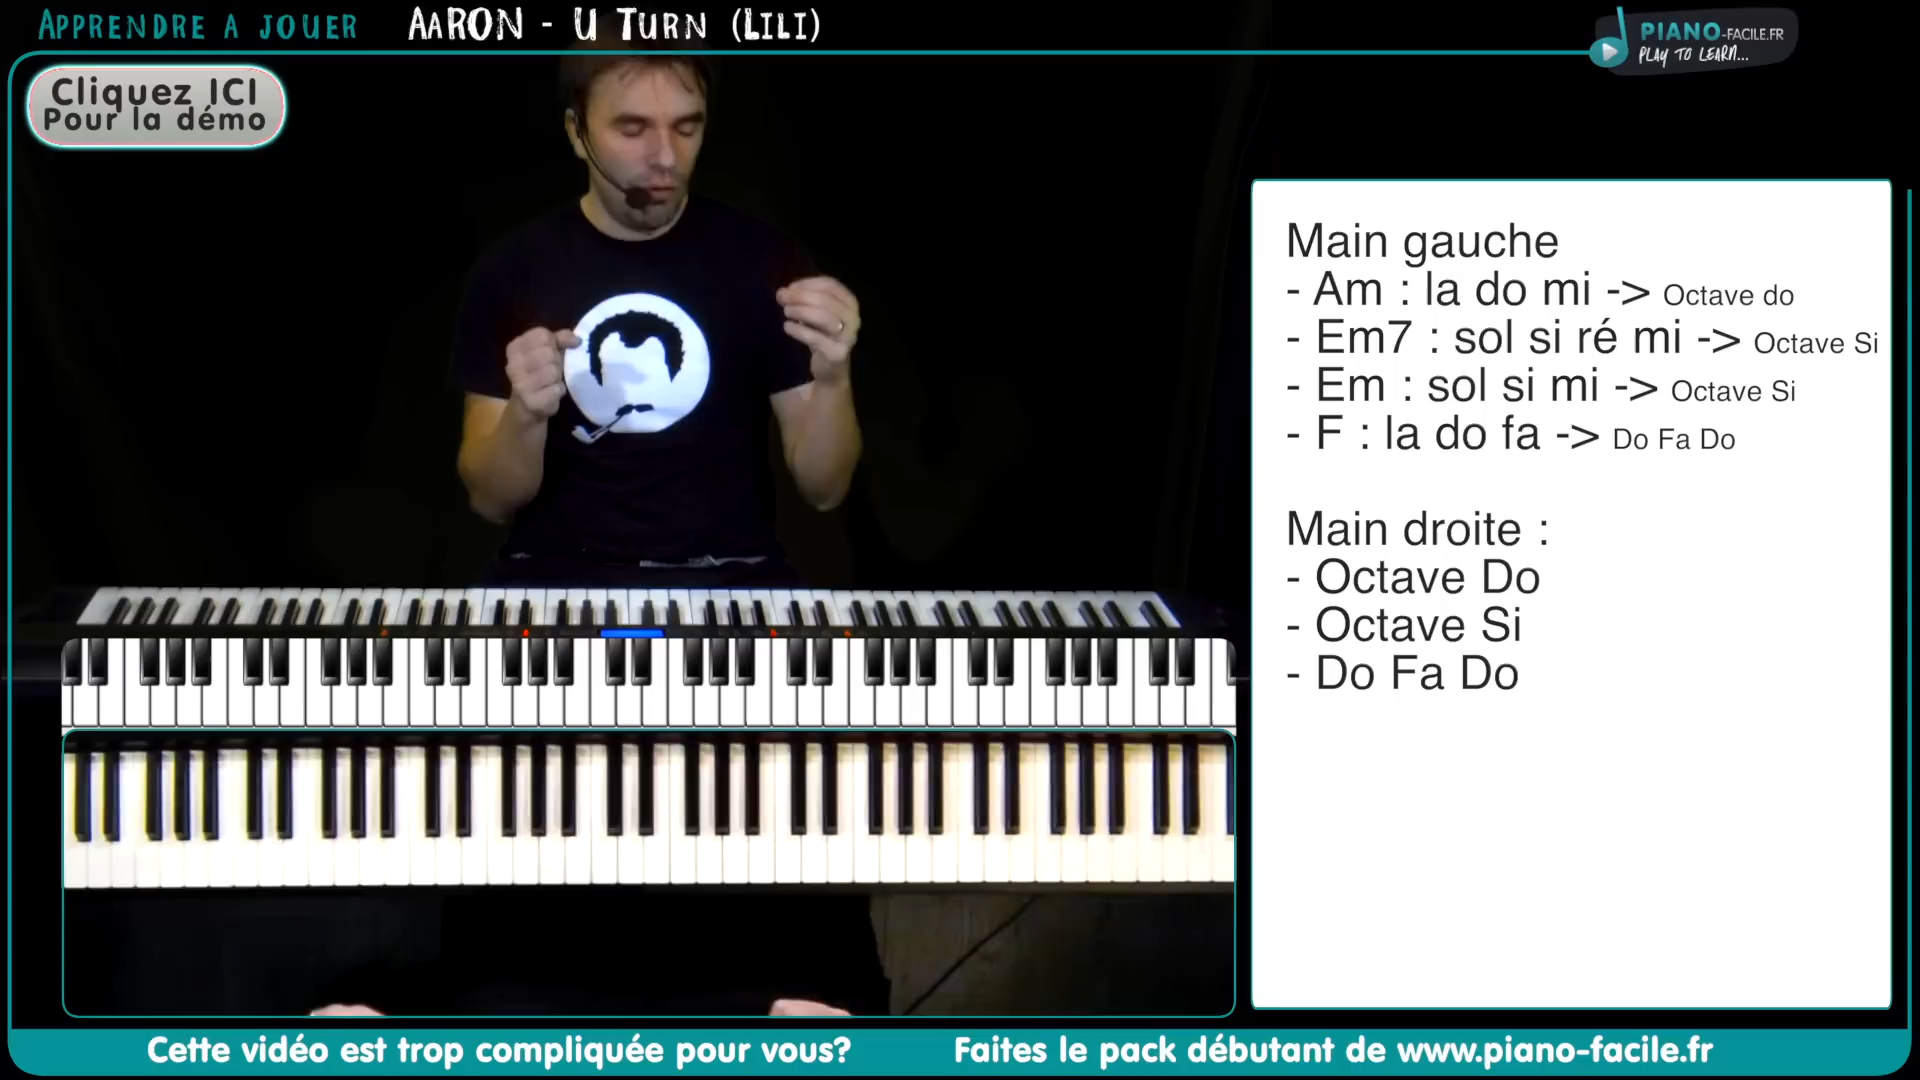 APPRENDRE A JOUER AARON - U TURN (LILI)
PIANO-FACILE.FR
PLAY TO LEARN...
Cliquez ICI
Pour la démo
Main gauche
- Am : la do mi -> Octave do
- Em7 : sol si ré mi -> Octave Si
- Em : sol si mi -> Octave Si
- F : la do fa -> Do Fa Do
Main droite :
- Octave Do
- Octave Si
- Do Fa Do
Cette vidéo est trop compliquée pour vous? Faites le pack débutant de www.piano-facile.fr